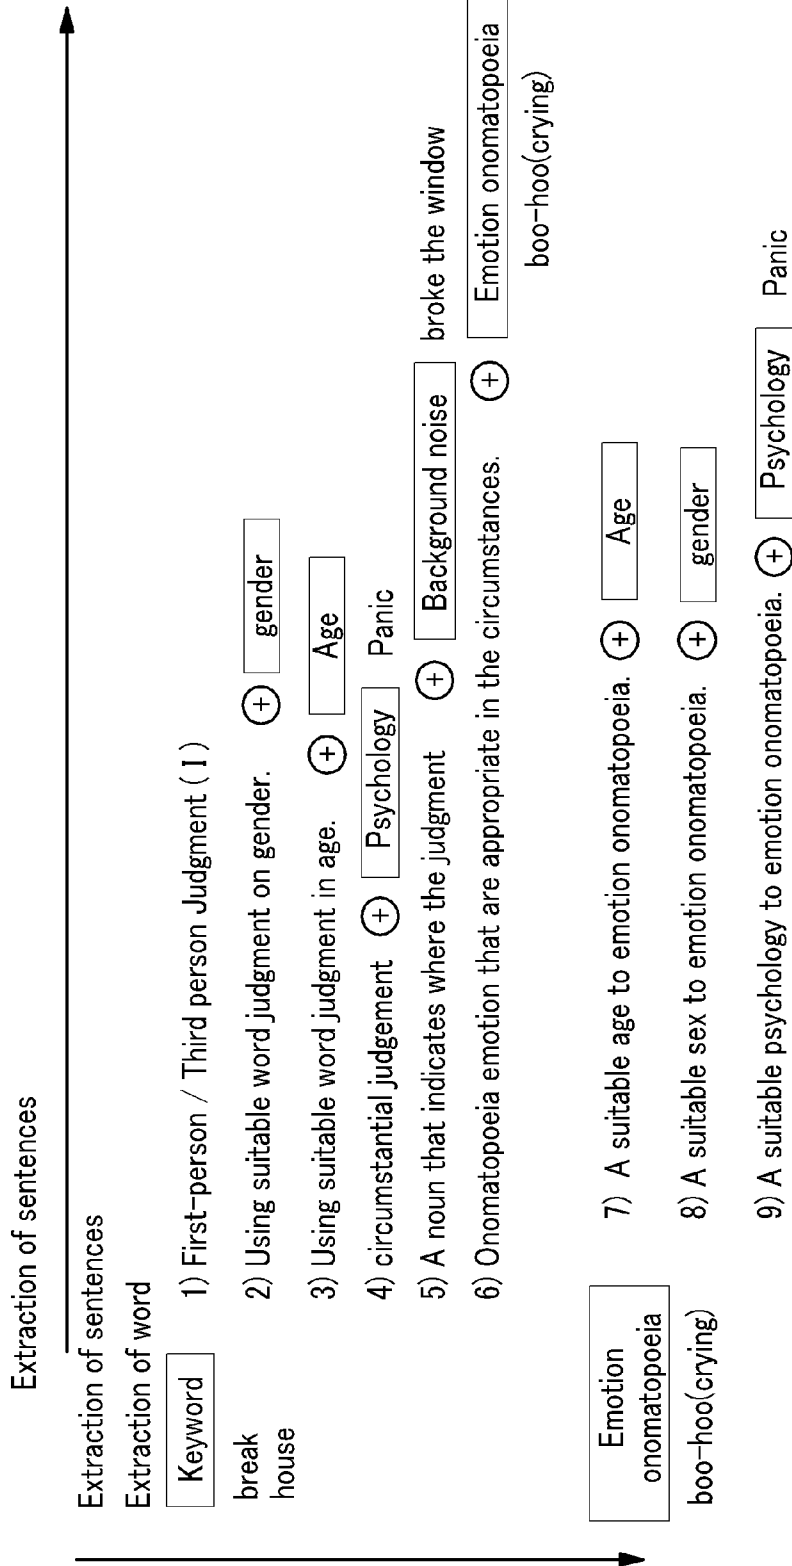 Extraction of sentences
Extraction of sentences
Extraction of word
Keyword
break
house
1) First-person / Third person Judgment ( I )
2) Using suitable word judgment on gender. + gender
3) Using suitable word judgment in age. + Age
4) circumstantial judgement + Psychology Panic
5) A noun that indicates where the judgment + Background noise broke the window
6) Onomatopoeia emotion that are appropriate in the circumstances. + Emotion onomatopoeia
boo-hoo(crying)
Emotion
onomatopoeia
boo-hoo(crying)
7) A suitable age to emotion onomatopoeia. + Age
8) A suitable sex to emotion onomatopoeia. + gender
9) A suitable psychology to emotion onomatopoeia. + Psychology Panic